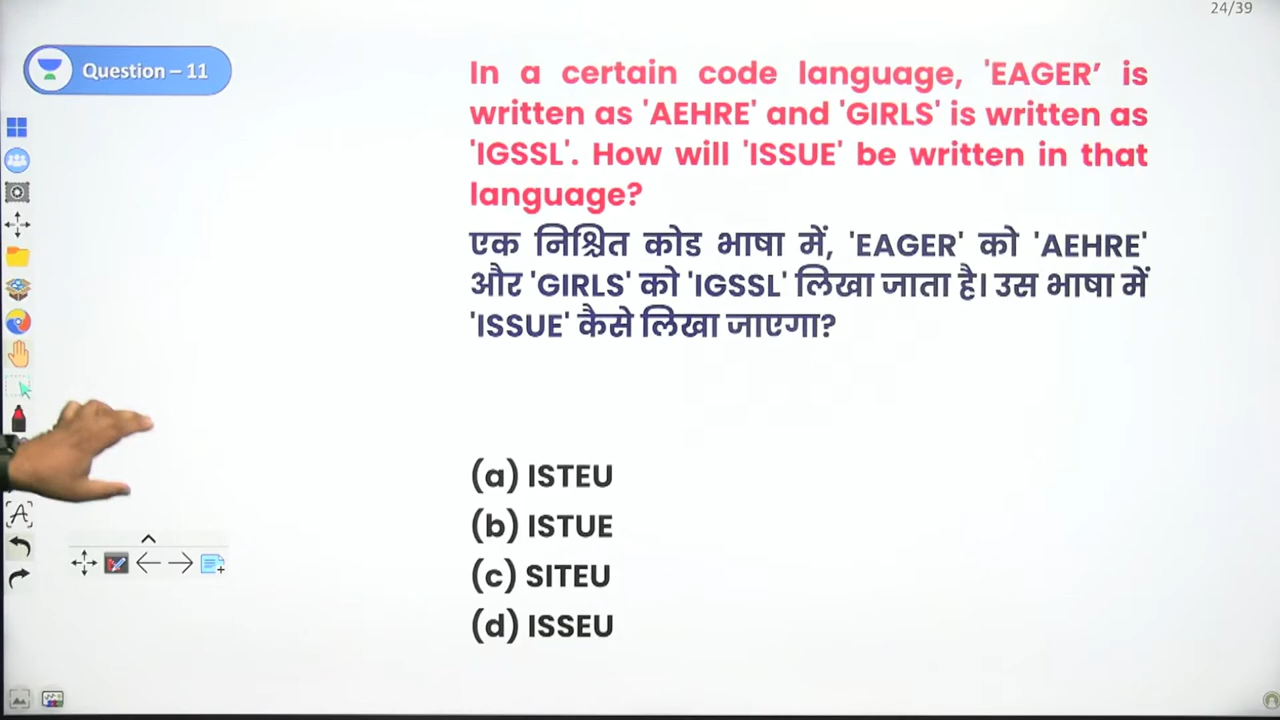 24/39
Question – 11
In a certain code language, 'EAGER’ is
written as 'AEHRE' and 'GIRLS' is written as
'IGSSL'. How will 'ISSUE' be written in that
language?
एक निश्चित कोड भाषा में, 'EAGER' को 'AEHRE'
और 'GIRLS' को 'IGSSL' लिखा जाता है। उस भाषा में
'ISSUE' कैसे लिखा जाएगा?
(a) ISTEU
(b) ISTUE
(c) SITEU
(d) ISSEU